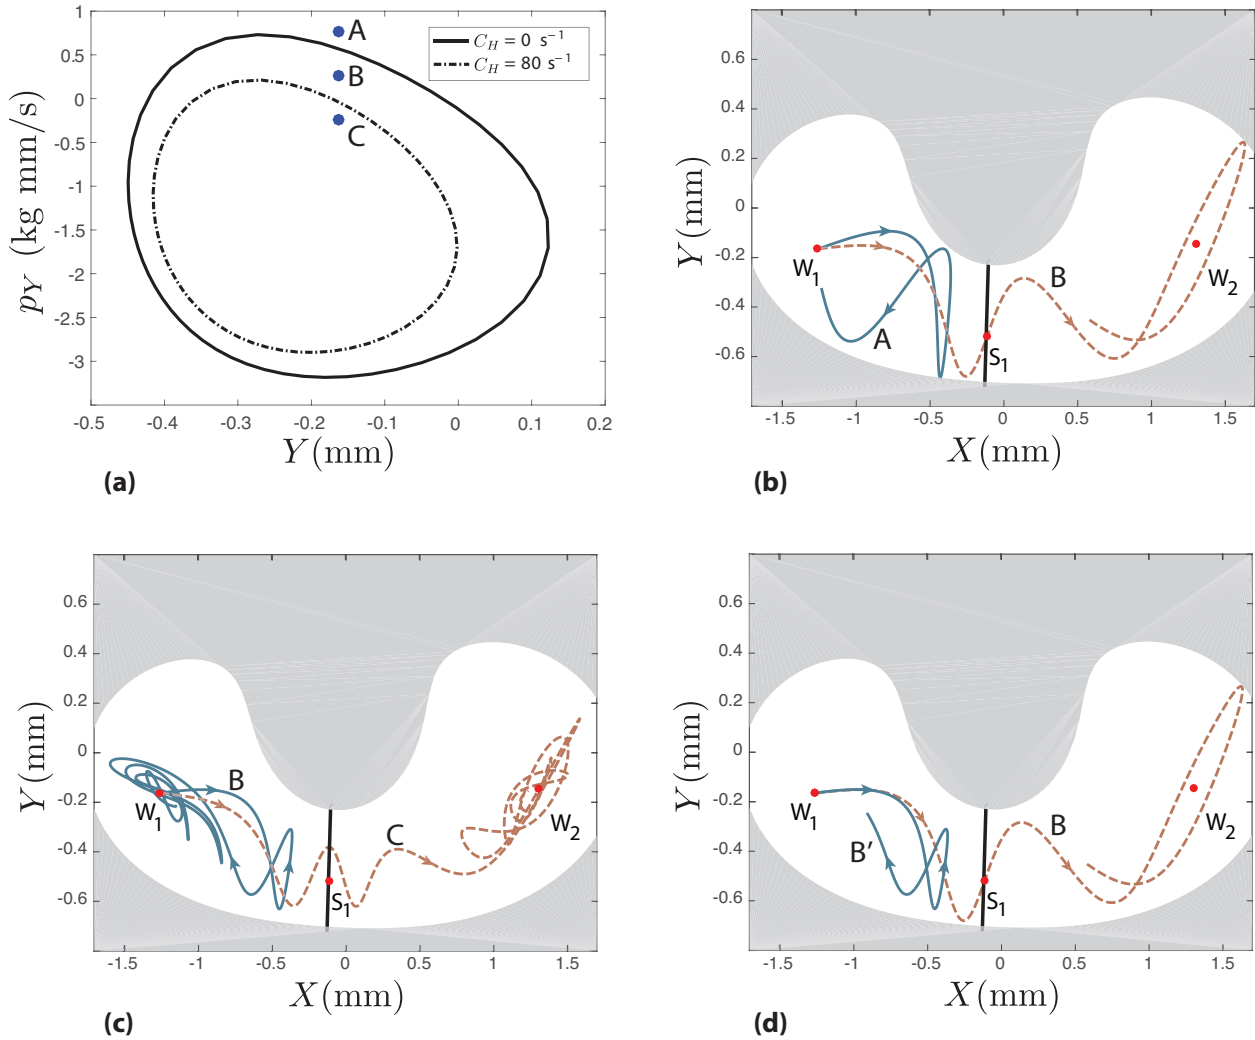 1
0.5
0
-0.5
-1
-1.5
-2
-2.5
-3
p_Y (kg mm/s)
A
B
C
C_H = 0 s⁻¹
C_H = 80 s⁻¹
-0.5 -0.4 -0.3 -0.2 -0.1 0 0.1 0.2
Y(mm)
(a)
0.6
0.4
0.2
0
-0.2
-0.4
-0.6
Y(mm)
W₁
A
B
S₁
W₂
-1.5 -1 -0.5 0 0.5 1 1.5
X(mm)
(b)
0.6
0.4
0.2
0
-0.2
-0.4
-0.6
Y(mm)
W₁
B
C
S₁
W₂
-1.5 -1 -0.5 0 0.5 1 1.5
X(mm)
(c)
0.6
0.4
0.2
0
-0.2
-0.4
-0.6
Y(mm)
W₁
B′
B
S₁
W₂
-1.5 -1 -0.5 0 0.5 1 1.5
X(mm)
(d)